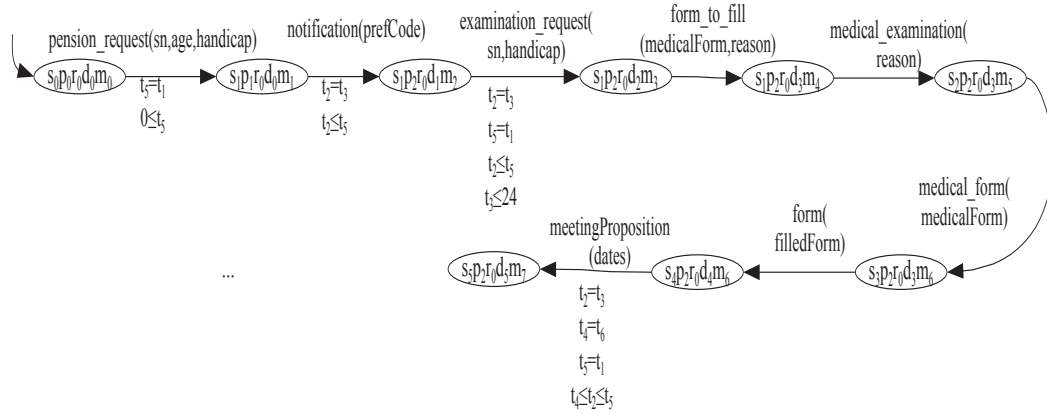 pension_request(sn,age,handicap)
notification(prefCode)
examination_request(
sn,handicap)
form_to_fill
(medicalForm,reason)
medical_examination(
reason)
s₀p₀r₀d₀m₀
s₁p₁r₀d₀m₁
s₁p₂r₀d₁m₂
s₁p₂r₀d₂m₃
s₁p₂r₀d₃m₄
s₂p₂r₀d₃m₅
t₅=t₁
0≤t₅
t₂=t₃
t₂≤t₅
t₂=t₃
t₅=t₁
t₂≤t₅
t₃≤24
medical_form(
medicalForm)
form(
filledForm)
meetingProposition
(dates)
...
s₅p₂r₀d₅m₇
s₄p₂r₀d₄m₆
s₃p₂r₀d₃m₆
t₂=t₃
t₄=t₆
t₅=t₁
t₄≤t₂≤t₅